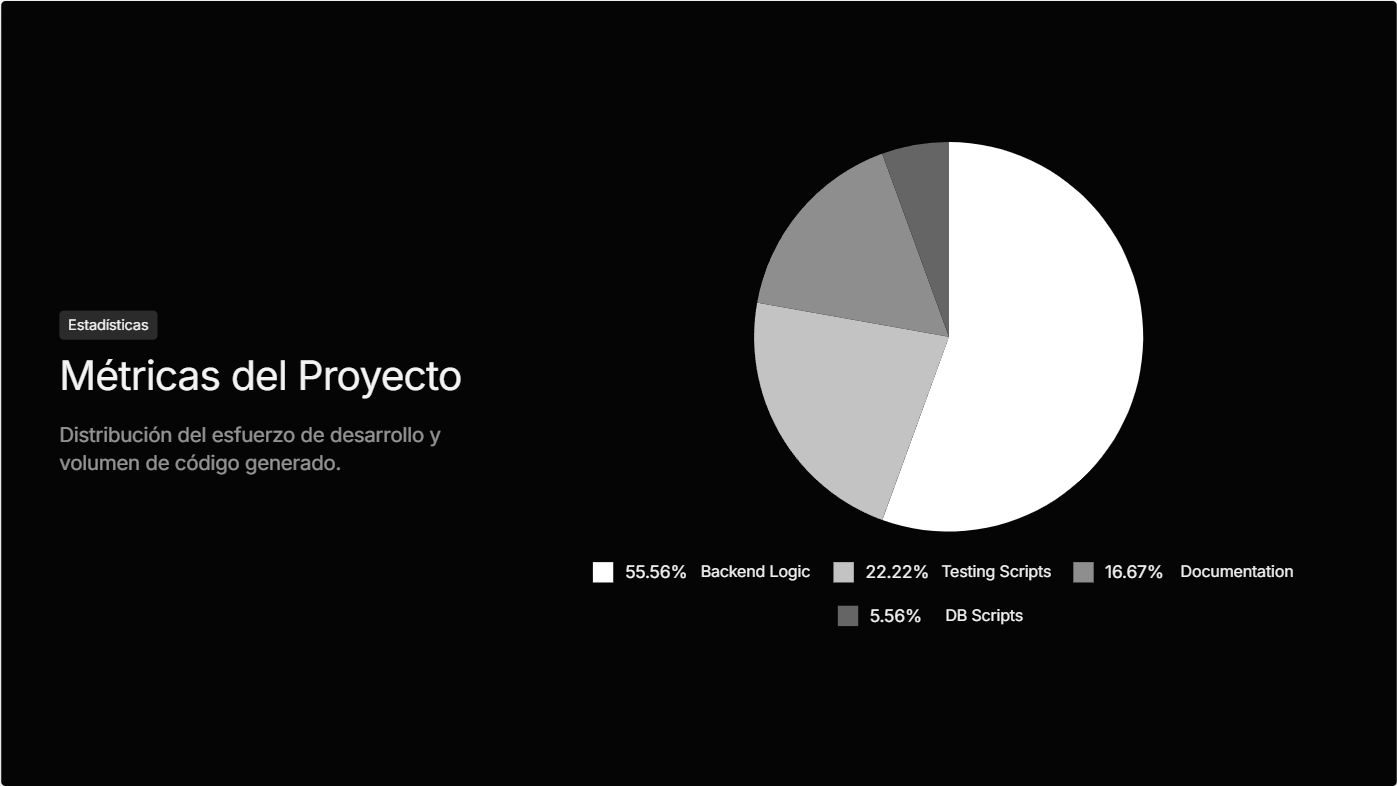 Estadísticas
Métricas del Proyecto
Distribución del esfuerzo de desarrollo y
volumen de código generado.
55.56% Backend Logic 22.22% Testing Scripts 16.67% Documentation
5.56% DB Scripts